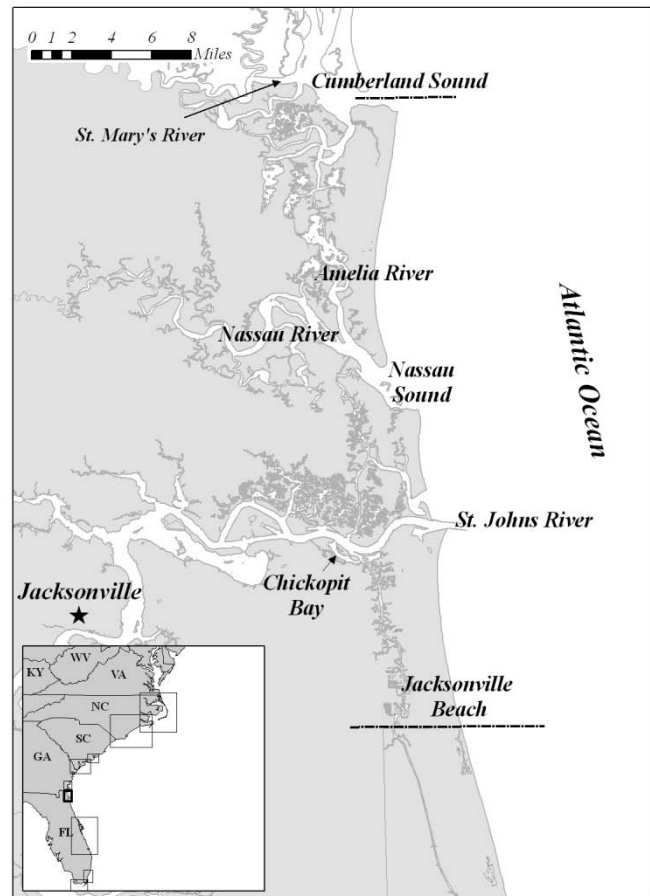 0 1 2 4 6 8
Miles
Cumberland Sound
St. Mary's River
Amelia River
Nassau River
Nassau
Sound
Atlantic Ocean
St. Johns River
Chickopit
Bay
Jacksonville
Jacksonville
Beach
WV
KY
VA
NC
SC
GA
FL